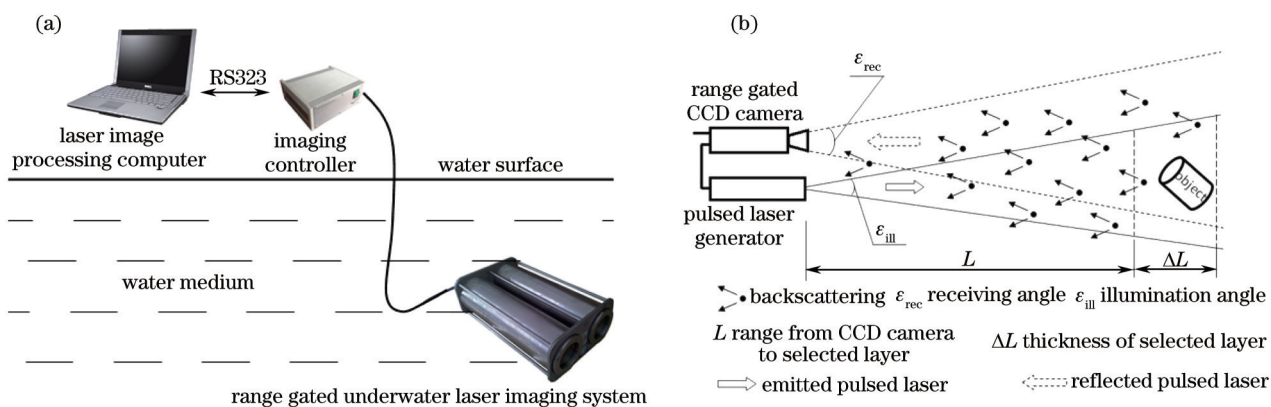 (a)
RS323
laser image
processing computer
imaging
controller
water surface
water medium
range gated underwater laser imaging system
(b)
ε_rec
range gated
CCD camera
object
pulsed laser
generator
ε_ill
L
ΔL
backscattering ε_rec receiving angle ε_ill illumination angle
L range from CCD camera
to selected layer
ΔL thickness of selected layer
emitted pulsed laser
reflected pulsed laser